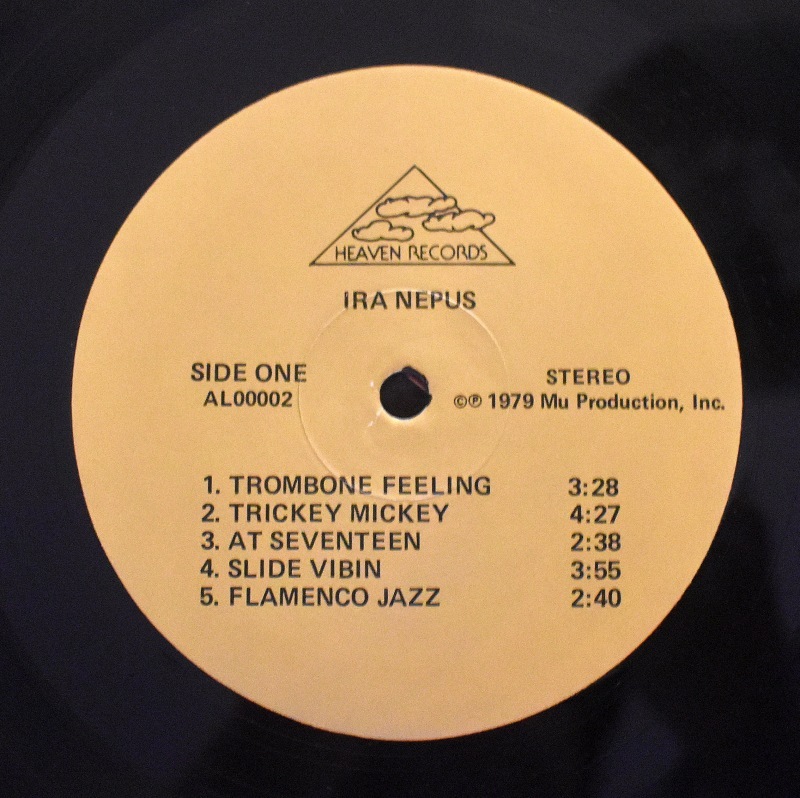 HEAVEN RECORDS
IRA NEPUS
SIDE ONE
AL00002
STEREO
©℗ 1979 Mu Production, Inc.
1. TROMBONE FEELING 3:28
2. TRICKEY MICKEY 4:27
3. AT SEVENTEEN 2:38
4. SLIDE VIBIN 3:55
5. FLAMENCO JAZZ 2:40